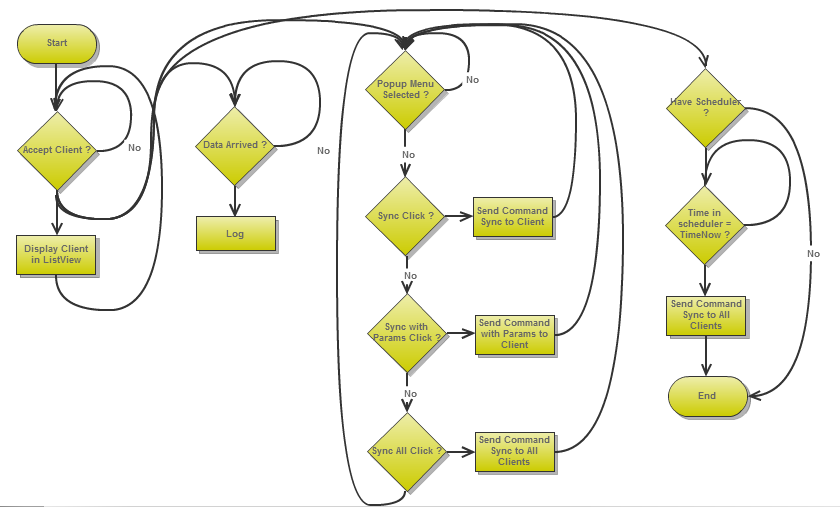 Start
Accept Client ?
No
Display Client
in ListView
Data Arrived ?
No
Log
Popup Menu
Selected ?
No
No
Sync Click ?
Send Command
Sync to Client
No
Sync with
Params Click ?
Send Command
with Params to
Client
No
Sync All Click ?
Send Command
Sync to All
Clients
Have Scheduler
?
Time in
scheduler =
TimeNow ?
No
Send Command
Sync to All
Clients
End